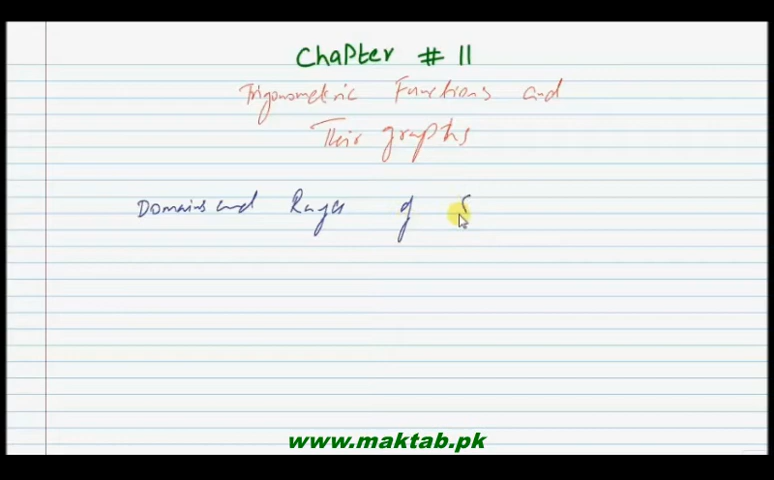 Chapter # 11
Trigonometric Functions and
Their graphs
Domains and Ranges of S
www.maktab.pk